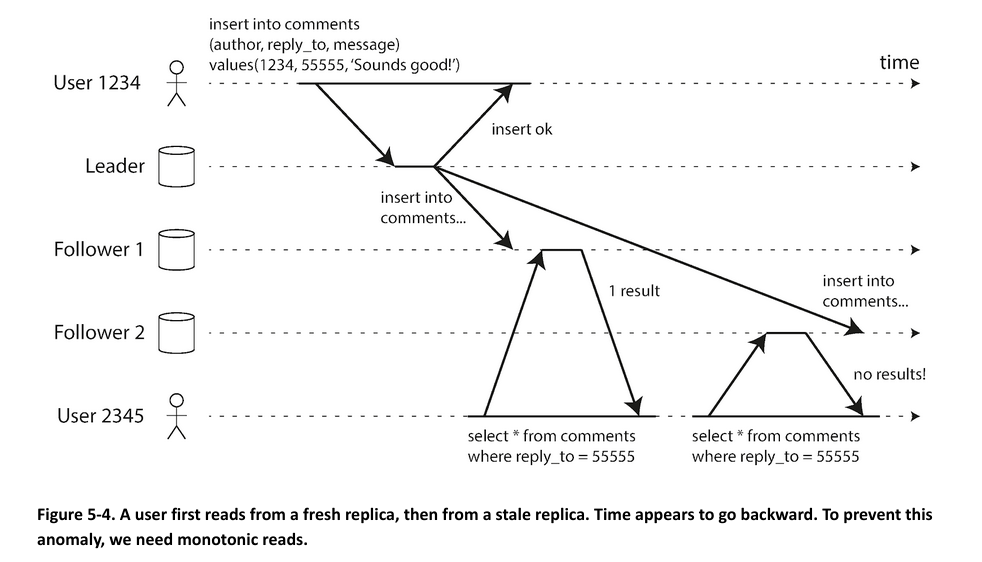 insert into comments
(author, reply_to, message)
values(1234, 55555, ‘Sounds good!’)
time
User 1234
insert ok
Leader
insert into
comments...
Follower 1
insert into
comments...
1 result
Follower 2
no results!
User 2345
select * from comments
where reply_to = 55555
select * from comments
where reply_to = 55555
Figure 5-4. A user first reads from a fresh replica, then from a stale replica. Time appears to go backward. To prevent this
anomaly, we need monotonic reads.